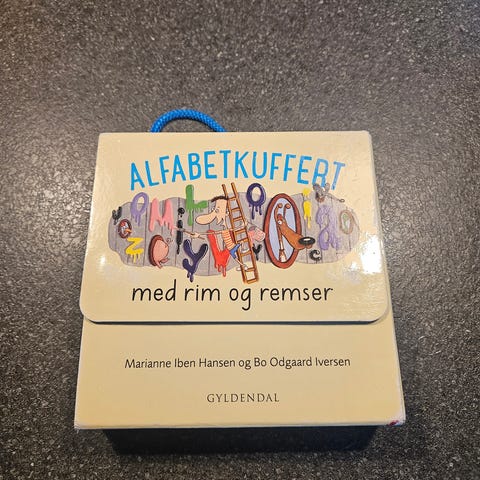 ALFABETKUFFERT
med rim og remser
Marianne Iben Hansen og Bo Odgaard Iversen
GYLDENDAL